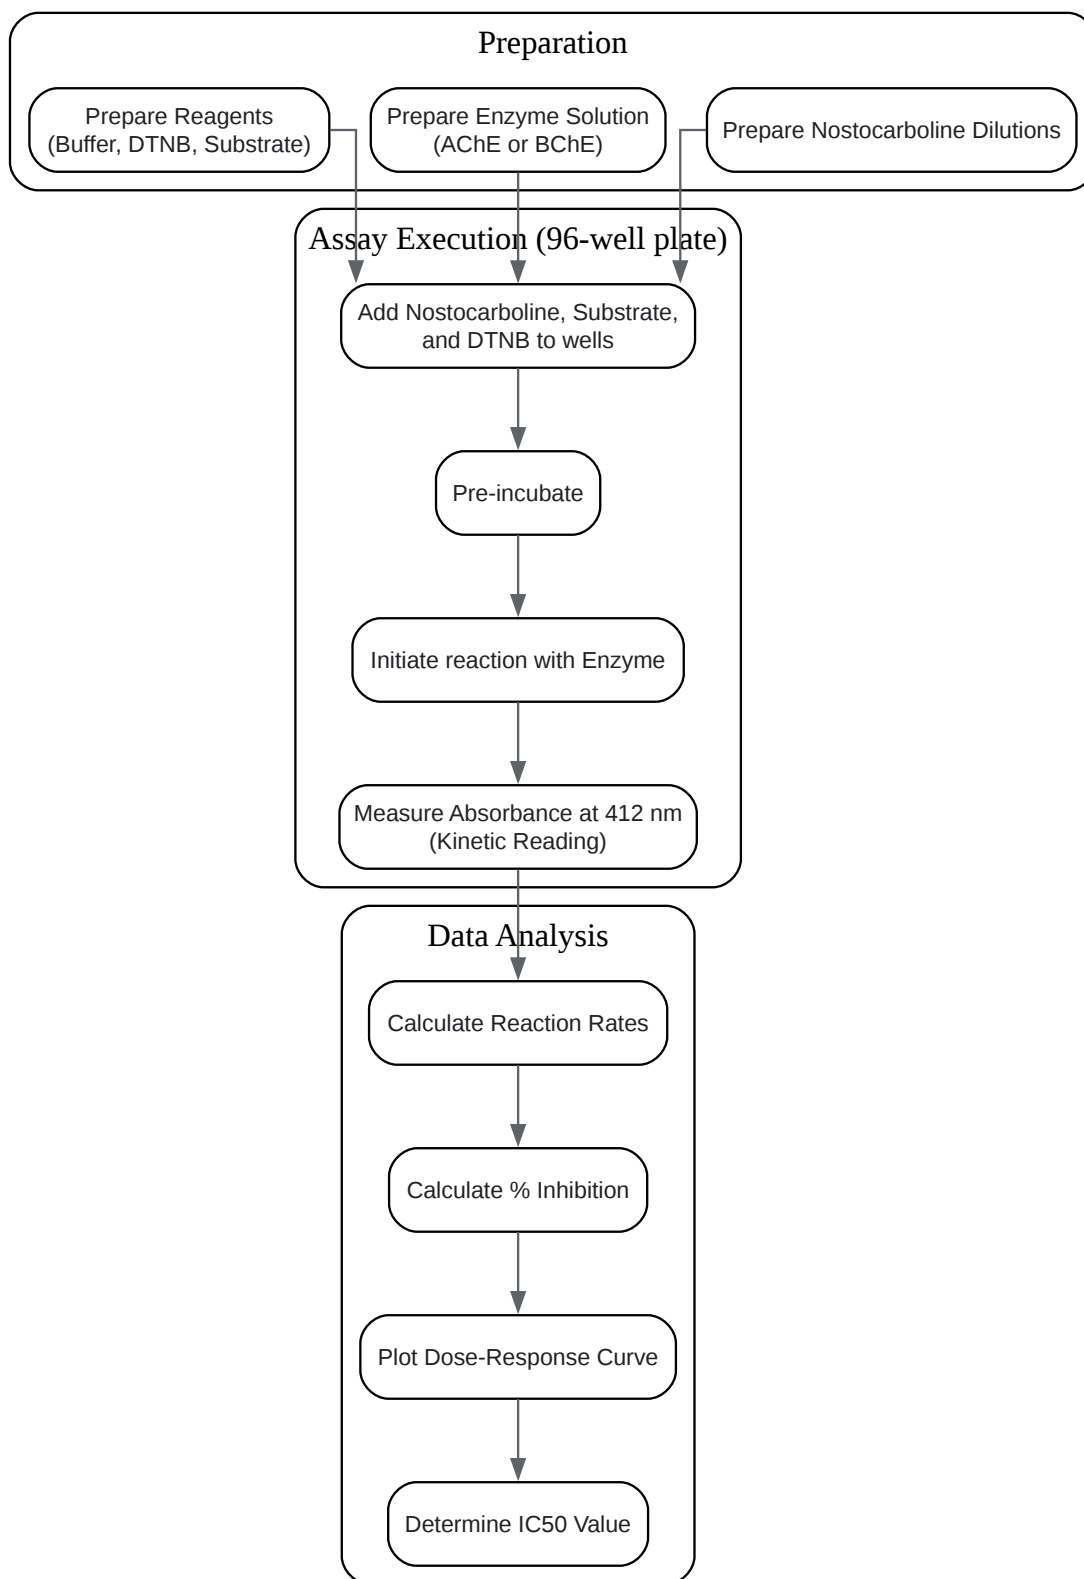 Preparation
Prepare Reagents
(Buffer, DTNB, Substrate)
Prepare Enzyme Solution
(AChE or BChE)
Prepare Nostocarboline Dilutions
Assay Execution (96-well plate)
Add Nostocarboline, Substrate,
and DTNB to wells
Pre-incubate
Initiate reaction with Enzyme
Measure Absorbance at 412 nm
(Kinetic Reading)
Data Analysis
Calculate Reaction Rates
Calculate % Inhibition
Plot Dose-Response Curve
Determine IC50 Value